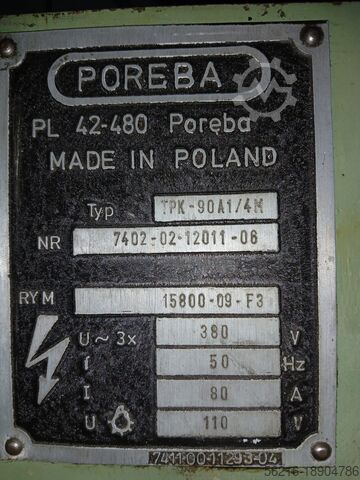 POREBA
PL 42-480 Poręba
MADE IN POLAND
Typ TPK-90A1/4M
NR 7402-02-12011-06
RYM 15800-09-F3
U~ 3x 380 V
f 50 Hz
I 80 A
U 110 V
7411-00-11293-04
56216-18904786